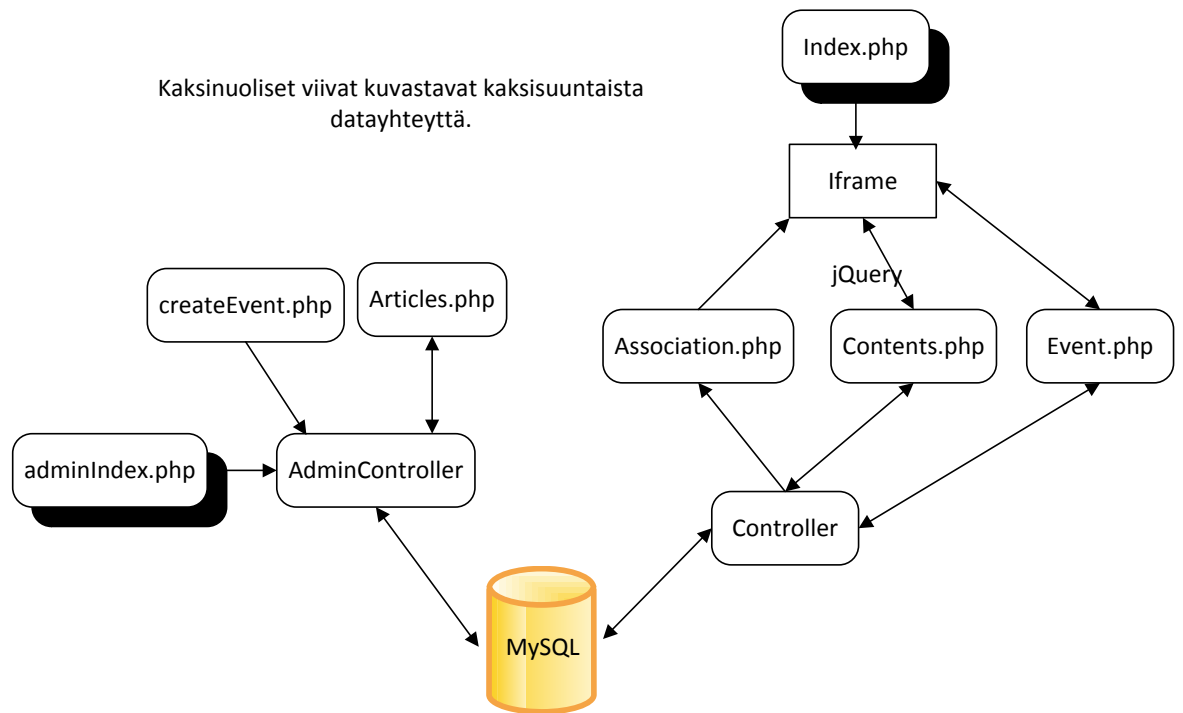 Index.php
Kaksinuoliset viivat kuvastavat kaksisuuntaista
datayhteyttä.
Iframe
jQuery
createEvent.php
Articles.php
Association.php
Contents.php
Event.php
adminIndex.php
AdminController
Controller
MySQL